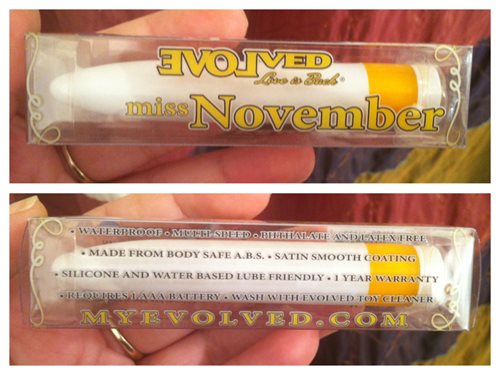 EVOLVED
Love is Back®
miss November
• WATERPROOF • MULTI-SPEED • PHTHALATE AND LATEX FREE
• MADE FROM BODY SAFE A.B.S. • SATIN SMOOTH COATING
• SILICONE AND WATER BASED LUBE FRIENDLY • 1 YEAR WARRANTY
• REQUIRES 1 AAA BATTERY • WASH WITH EVOLVED TOY CLEANER
MYEVOLVED.COM